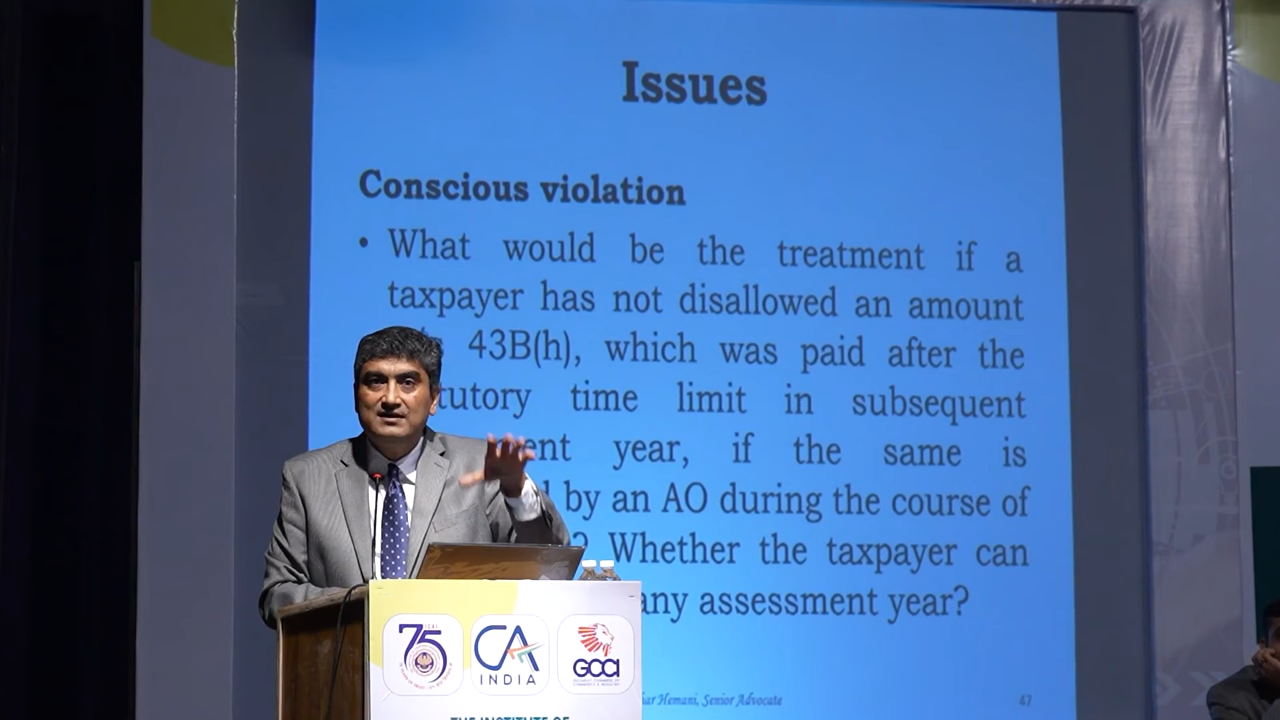 Issues
Conscious violation
• What would be the treatment if a
taxpayer has not disallowed an amount
43B(h), which was paid after the
tutory time limit in subsequent
ent year, if the same is
by an AO during the course of
? Whether the taxpayer can
any assessment year?
har Hemani, Senior Advocate
47
75
ICAI
CA
INDIA
GCCI
THE INSTITUTE OF